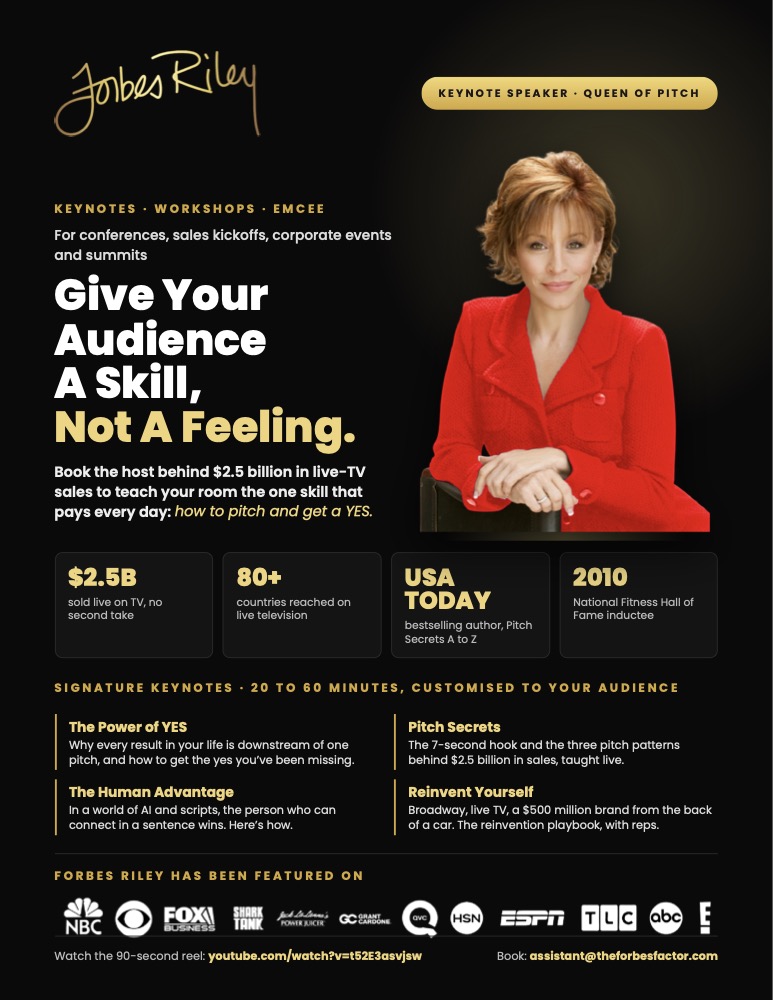 Forbes Riley
KEYNOTE SPEAKER · QUEEN OF PITCH
KEYNOTES · WORKSHOPS · EMCEE
For conferences, sales kickoffs, corporate events
and summits
Give Your
Audience
A Skill,
Not A Feeling.
Book the host behind $2.5 billion in live-TV
sales to teach your room the one skill that
pays every day: how to pitch and get a YES.
$2.5B
sold live on TV, no
second take
80+
countries reached on
live television
USA
TODAY
bestselling author, Pitch
Secrets A to Z
2010
National Fitness Hall of
Fame inductee
SIGNATURE KEYNOTES · 20 TO 60 MINUTES, CUSTOMISED TO YOUR AUDIENCE
The Power of YES
Why every result in your life is downstream of one
pitch, and how to get the yes you've been missing.
Pitch Secrets
The 7-second hook and the three pitch patterns
behind $2.5 billion in sales, taught live.
The Human Advantage
In a world of AI and scripts, the person who can
connect in a sentence wins. Here's how.
Reinvent Yourself
Broadway, live TV, a $500 million brand from the back
of a car. The reinvention playbook, with reps.
FORBES RILEY HAS BEEN FEATURED ON
NBC
FOX
BUSINESS
SHARK
TANK
Jack LaLanne's
POWER JUICER
GC GRANT
CARDONE
QVC
HSN
ESPN
TLC
abc
E
Watch the 90-second reel: youtube.com/watch?v=t52E3asvjsw
Book: assistant@theforbesfactor.com